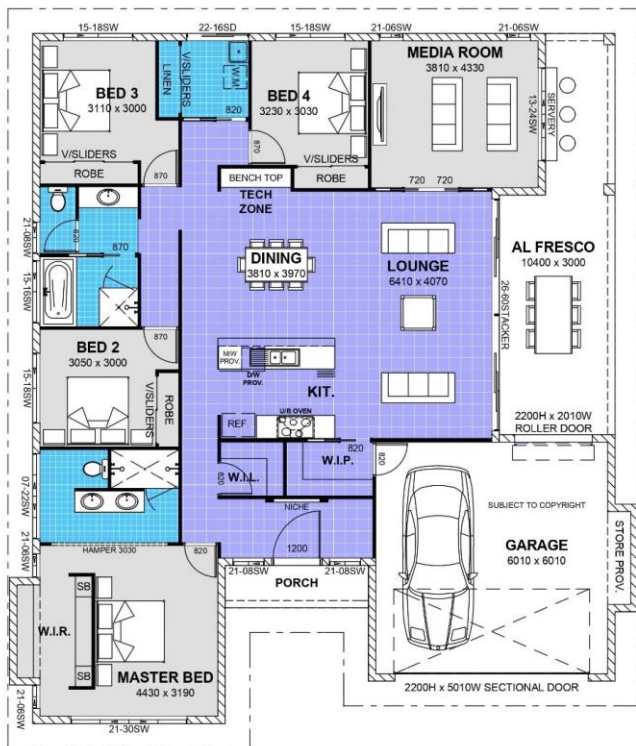 15-18SW
22-16SD
15-18SW
21-06SW
21-06SW
BED 3
3110 x 3000
LINEN
V/SLIDERS
W.M
820
BED 4
3230 x 3030
MEDIA ROOM
3810 x 4330
13-24SW
SERVERY
V/SLIDERS
ROBE
870
870
V/SLIDERS
ROBE
BENCH TOP
TECH
ZONE
720
720
21-08SW
820
870
15-16SW
DINING
3810 x 3970
LOUNGE
6410 x 4070
26-60STACKER
AL FRESCO
10400 x 3000
870
BED 2
3050 x 3000
15-18SW
V/SLIDERS
ROBE
M/W
PROV.
D/W
PROV.
KIT.
REF.
U/B OVEN
2200H x 2010W
ROLLER DOOR
07-22SW
820
W.I.L.
820
W.I.P.
820
SUBJECT TO COPYRIGHT
GARAGE
6010 x 6010
STORE PROV.
NICHE
1200
21-06SW
HAMPER 3030
820
21-08SW
21-08SW
PORCH
W.I.R.
SB
SB
MASTER BED
4430 x 3190
21-06SW
21-30SW
2200H x 5010W SECTIONAL DOOR